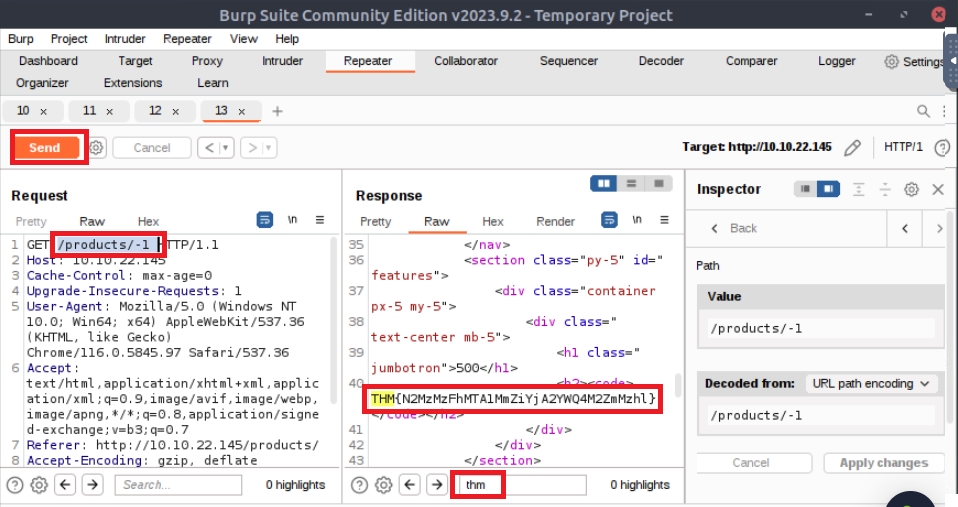 Burp Suite Community Edition v2023.9.2 - Temporary Project
Burp Project Intruder Repeater View Help
Dashboard Target Proxy Intruder Repeater Collaborator Sequencer Decoder Comparer Logger Settings
Organizer Extensions Learn
10 × 11 × 12 × 13 × +
Send Cancel < > Target: http://10.10.22.145 HTTP/1 ?
Request
Pretty Raw Hex \n
1 GET /products/-1 HTTP/1.1
2 Host: 10.10.22.145
3 Cache-Control: max-age=0
4 Upgrade-Insecure-Requests: 1
5 User-Agent: Mozilla/5.0 (Windows NT
10.0; Win64; x64) AppleWebKit/537.36
(KHTML, like Gecko)
Chrome/116.0.5845.97 Safari/537.36
6 Accept:
text/html,application/xhtml+xml,applic
ation/xml;q=0.9,image/avif,image/webp,
image/apng,*/*;q=0.8,application/signe
d-exchange;v=b3;q=0.7
7 Referer: http://10.10.22.145/products/
8 Accept-Encoding: gzip, deflate
? Search... 0 highlights
Response
Pretty Raw Hex Render \n
35 </nav>
36 <section class="py-5" id="
features">
37 <div class="container
px-5 my-5">
38 <div class="
text-center mb-5">
39 <h1 class="
jumbotron">500</h1>
40 <h2><code>
THM{N2MzMzFhMTA1MmZiYjA2YWQ4M2ZmMzhl}
</code></h2>
41 </div>
42 </div>
43 </section>
? thm 0 highlights
Inspector
< Back < >
Path
Value
/products/-1
Decoded from: URL path encoding
/products/-1
Cancel Apply changes